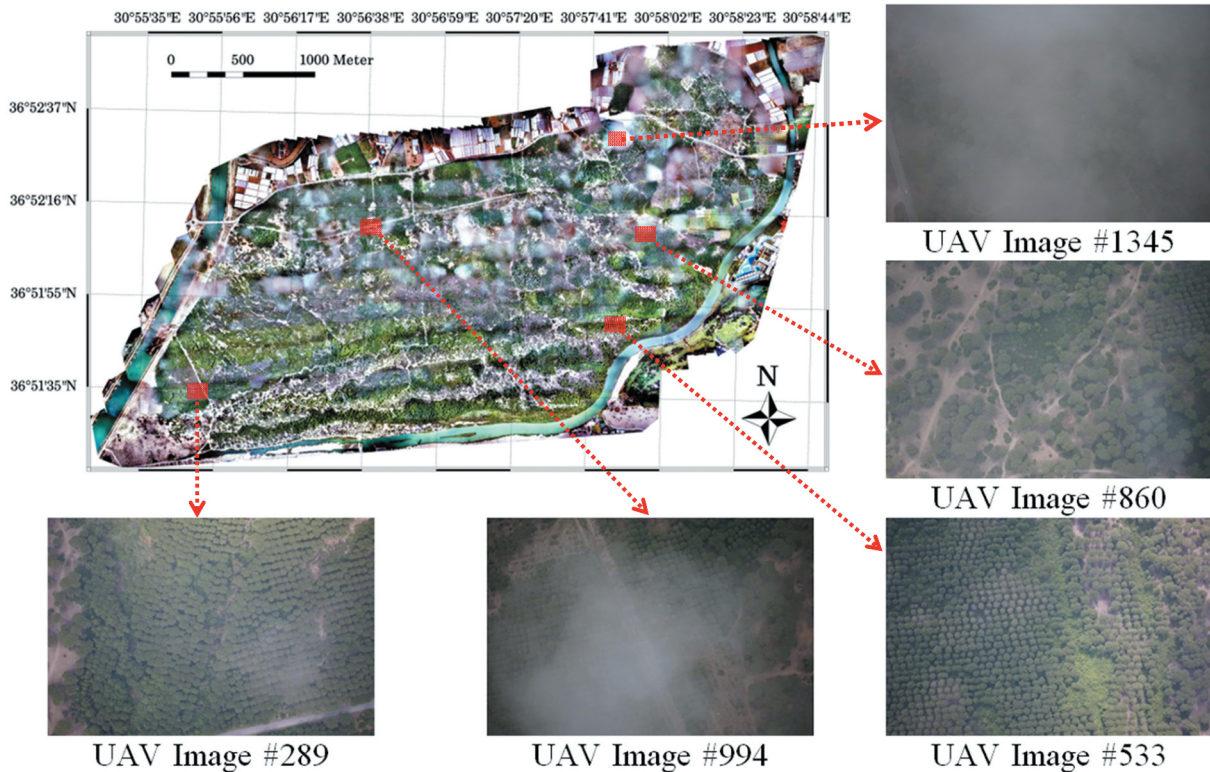 30°55'35"E 30°55'56"E 30°56'17"E 30°56'38"E 30°56'59"E 30°57'20"E 30°57'41"E 30°58'02"E 30°58'23"E 30°58'44"E
0 500 1000 Meter
36°52'37"N
36°52'16"N
36°51'55"N
36°51'35"N
N
UAV Image #1345
UAV Image #860
UAV Image #289
UAV Image #994
UAV Image #533